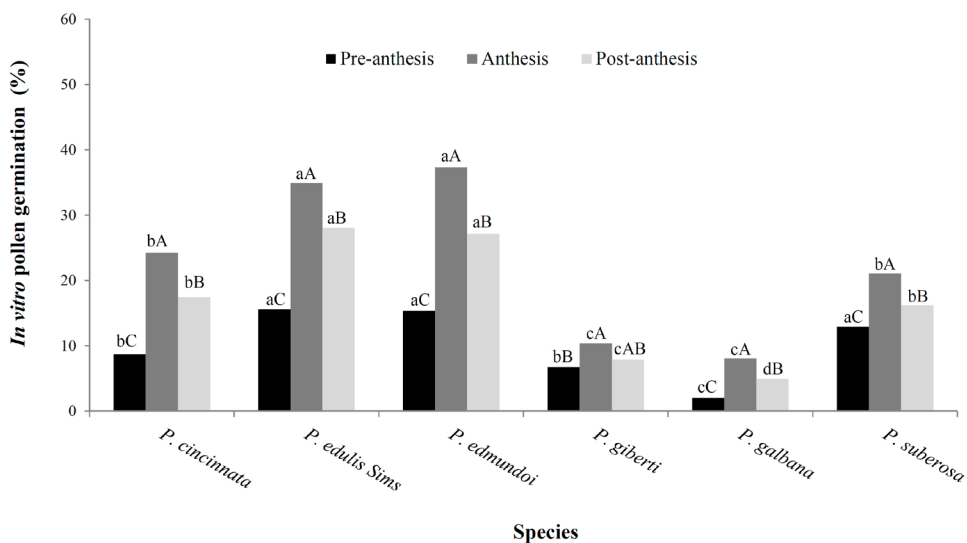 60
Pre-anthesis Anthesis Post-anthesis
50
40
30
20
10
0
In vitro pollen germination (%)
bC bA bB
aC aA aB
aC aA aB
bB cA cAB
cC cA dB
aC bA bB
P. cincinnata
P. edulis Sims
P. edmundoi
P. giberti
P. galbana
P. suberosa
Species